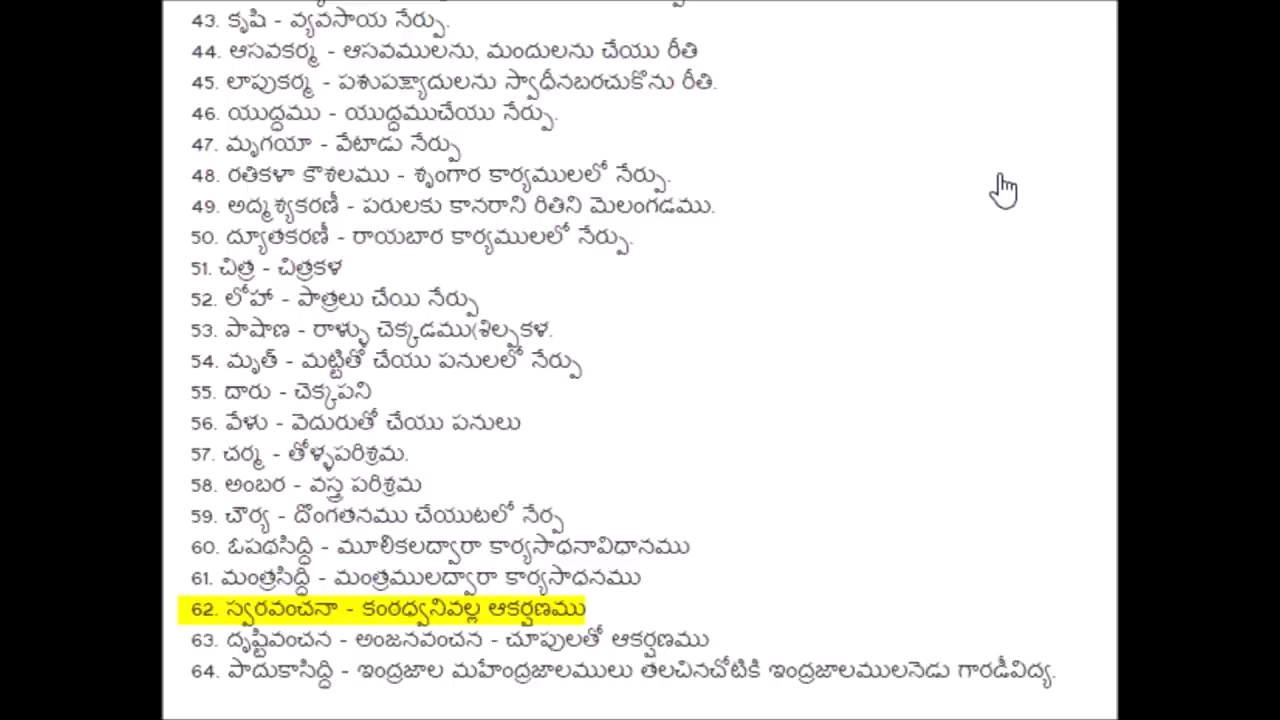 43. కృషి - వ్యవసాయ నేర్పు.
44. ఆసవకర్మ - ఆసవములను, మందులను చేయు రీతి
45. లాపుకర్మ - పశుపక్ష్యాదులను స్వాధీనబరచుకొను రీతి.
46. యుద్ధము - యుద్ధముచేయు నేర్పు.
47. మృగయా - వేటాడు నేర్పు
48. రతికళా కౌశలము - శృంగార కార్యములలో నేర్పు.
49. అద్మశ్యకరణీ - పరులకు కానరాని రితిని మెలంగడము.
50. ద్యూతకరణీ - రాయబార కార్యములలో నేర్పు.
51. చిత్ర - చిత్రకళ
52. లోహా - పాత్రలు చేయి నేర్పు
53. పాషాణ - రాళ్ళు చెక్కడము(శిల్పకళ.
54. మృత్ - మట్టితో చేయు పనులలో నేర్పు
55. దారు - చెక్కపని
56. వేళు - వెదురుతో చేయు పనులు
57. చర్మ - తోళ్ళపరిశ్రమ.
58. అంబర - వస్త్ర పరిశ్రమ
59. చౌర్య - దొంగతనము చేయుటలో నేర్ప
60. ఓషధసిద్ధి - మూలికలద్వారా కార్యసాధనావిధానము
61. మంత్రసిద్ధి - మంత్రములద్వారా కార్యసాధనము
62. స్వరవంచనా - కంఠధ్వనివల్ల ఆకర్షణము
63. దృష్టివంచన - అంజనవంచన - చూపులతో ఆకర్షణము
64. పాదుకాసిద్ధి - ఇంద్రజాల మహేంద్రజాలములు తలచినచోటికి ఇంద్రజాలములనెడు గారడీవిద్య.